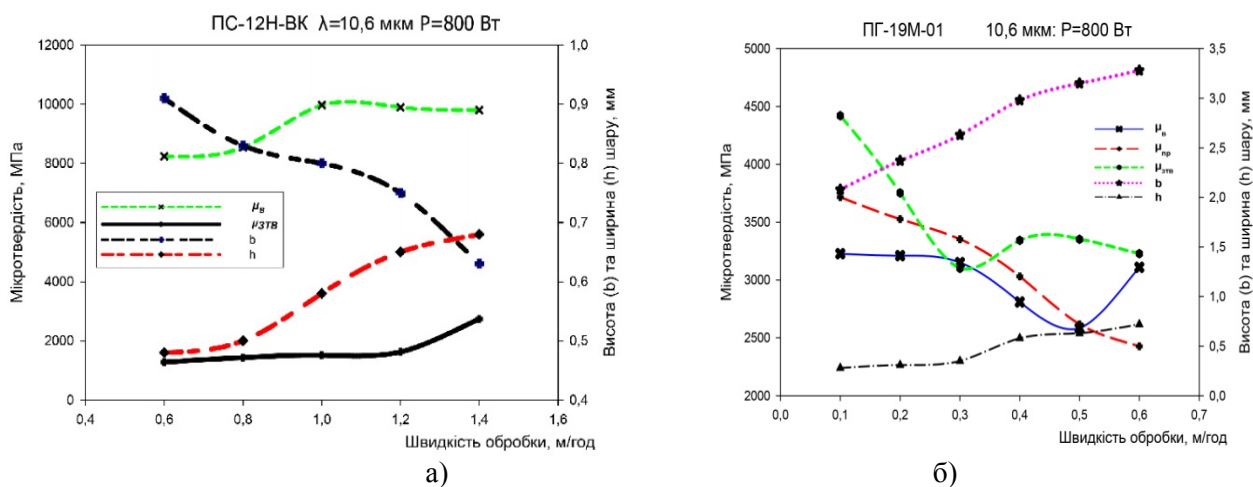 ПС-12Н-ВК λ=10,6 мкм P=800 Вт
Мікротвердість, МПа
12000
10000
8000
6000
4000
2000
0
0,4
0,6
0,8
1,0
1,2
1,4
Швидкість обробки, м/год
1,0
0,9
0,8
0,7
0,6
0,5
0,4
Висота (b) та ширина (h) шару, мм
μв
μЗТВ
b
h
а)
ПГ-19М-01 10,6 мкм: P=800 Вт
Мікротвердість, МПа
5000
4500
4000
3500
3000
2500
2000
0,0
0,1
0,2
0,3
0,4
0,5
0,6
0,7
Швидкість обробки, м/год
3,5
3,0
2,5
2,0
1,5
1,0
0,5
0,0
Висота (b) та ширина (h) шару, мм
μв
μпр
μзтв
b
h
б)